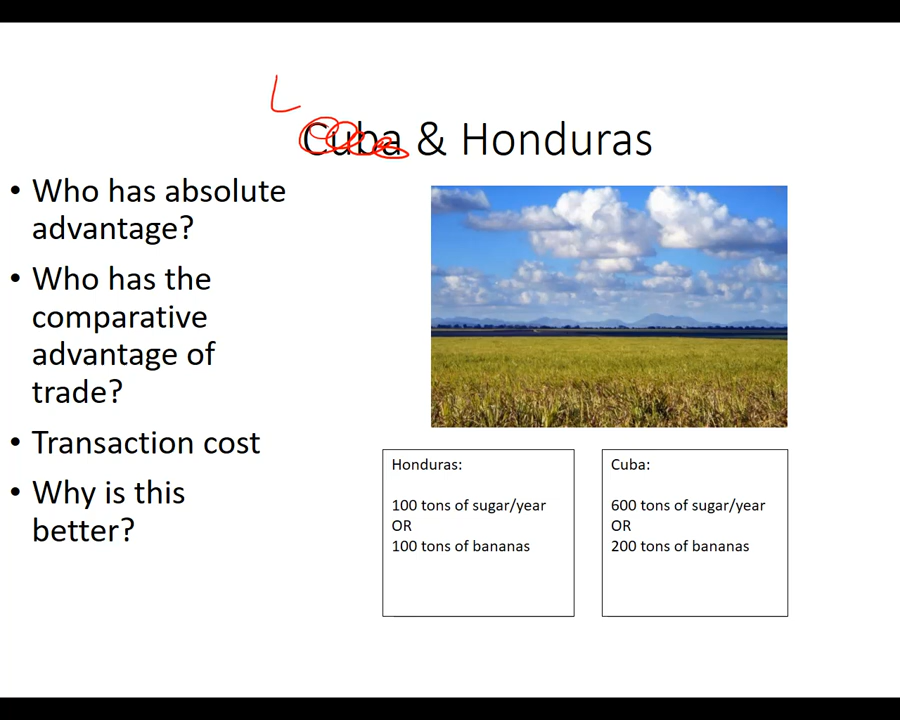 Cuba & Honduras
• Who has absolute
advantage?
• Who has the
comparative
advantage of
trade?
• Transaction cost
• Why is this
better?
Honduras:
100 tons of sugar/year
OR
100 tons of bananas
Cuba:
600 tons of sugar/year
OR
200 tons of bananas